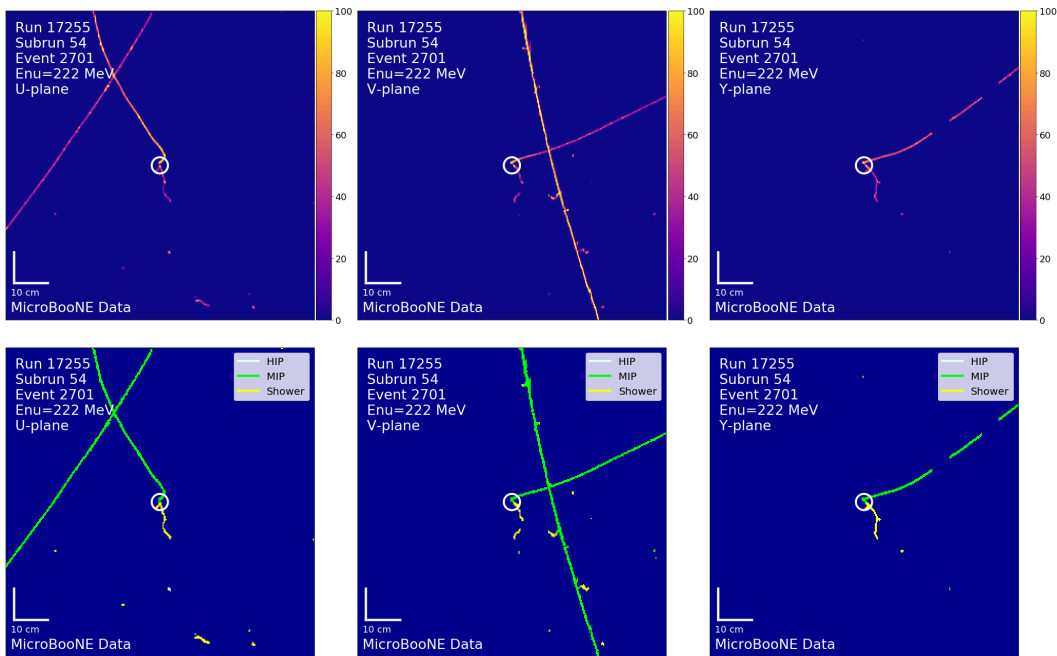 Run 17255
Subrun 54
Event 2701
Enu=222 MeV
U-plane
10 cm
MicroBooNE Data
100
80
60
40
20
0
Run 17255
Subrun 54
Event 2701
Enu=222 MeV
V-plane
10 cm
MicroBooNE Data
100
80
60
40
20
0
Run 17255
Subrun 54
Event 2701
Enu=222 MeV
Y-plane
10 cm
MicroBooNE Data
100
80
60
40
20
0
Run 17255
Subrun 54
Event 2701
Enu=222 MeV
U-plane
HIP
MIP
Shower
10 cm
MicroBooNE Data
Run 17255
Subrun 54
Event 2701
Enu=222 MeV
V-plane
HIP
MIP
Shower
10 cm
MicroBooNE Data
Run 17255
Subrun 54
Event 2701
Enu=222 MeV
Y-plane
HIP
MIP
Shower
10 cm
MicroBooNE Data